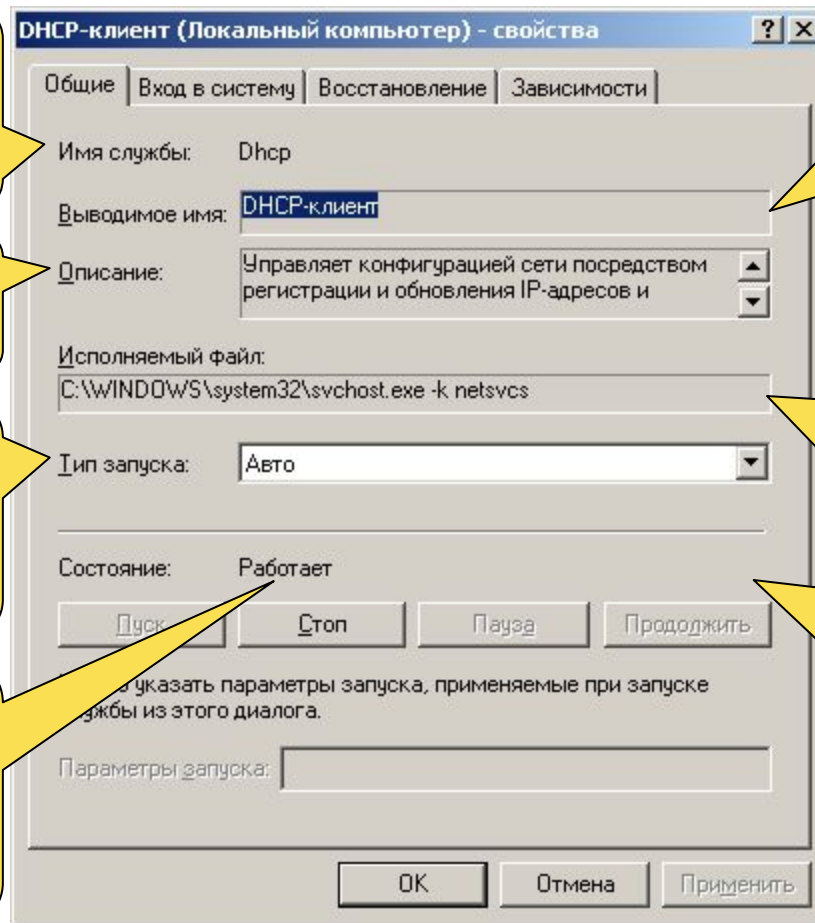 DHCP-клиент (Локальный компьютер) - свойства
Общие Вход в систему Восстановление Зависимости
Имя службы: Dhcp
Выводимое имя: DHCP-клиент
Описание: Управляет конфигурацией сети посредством
регистрации и обновления IP-адресов и
Исполняемый файл:
C:\WINDOWS\system32\svchost.exe -k netsvcs
Тип запуска: Авто
Состояние: Работает
Пуск Стоп Пауза Продолжить
указать параметры запуска, применяемые при запуске
службы из этого диалога.
Параметры запуска:
OK Отмена Применить